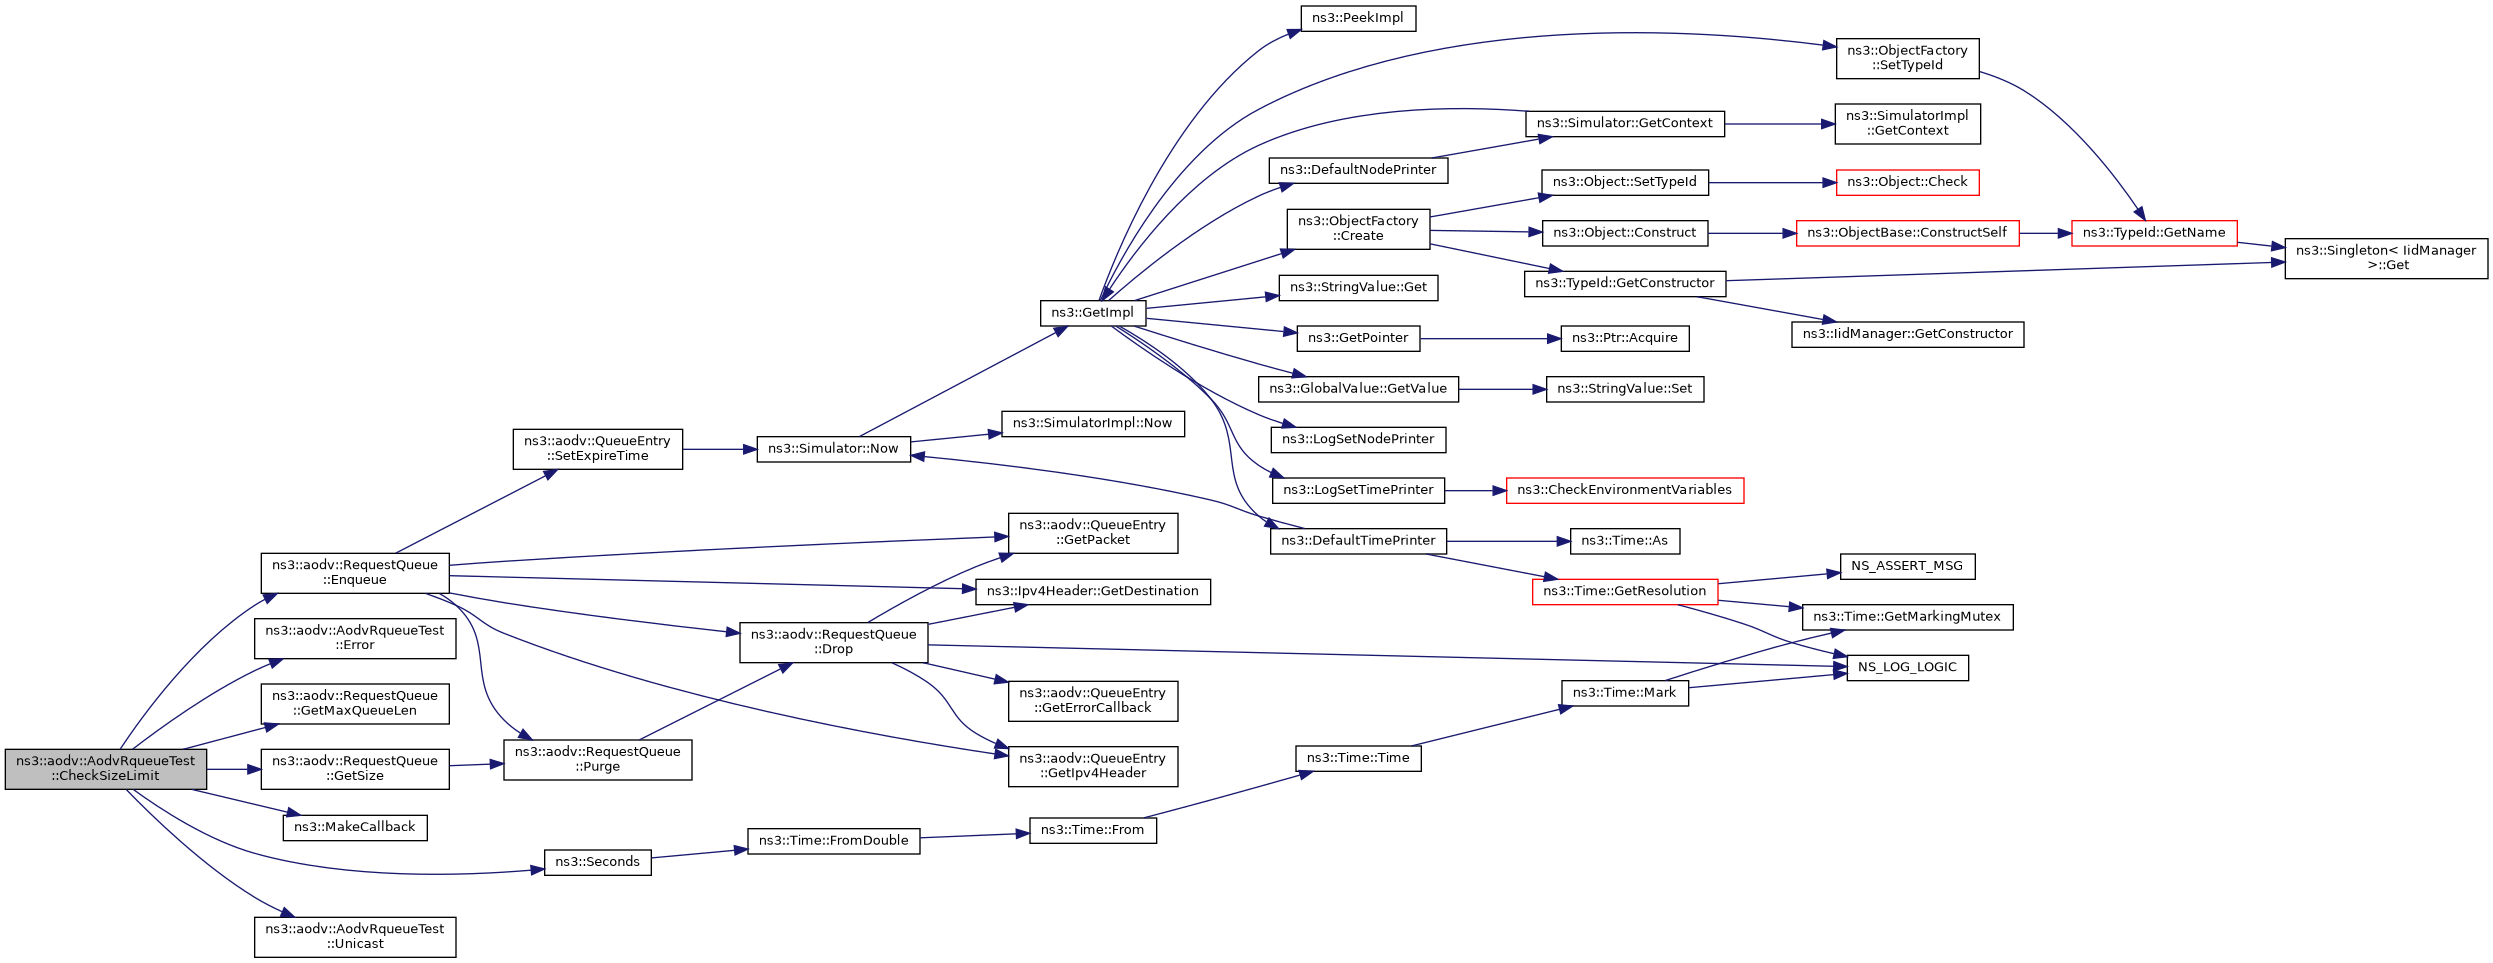 ns3::PeekImpl
ns3::ObjectFactory
::SetTypeId
ns3::Simulator::GetContext
ns3::SimulatorImpl
::GetContext
ns3::DefaultNodePrinter
ns3::Object::SetTypeId
ns3::Object::Check
ns3::ObjectFactory
::Create
ns3::Object::Construct
ns3::ObjectBase::ConstructSelf
ns3::TypeId::GetName
ns3::Singleton< IidManager
>::Get
ns3::TypeId::GetConstructor
ns3::StringValue::Get
ns3::GetImpl
ns3::IidManager::GetConstructor
ns3::GetPointer
ns3::Ptr::Acquire
ns3::GlobalValue::GetValue
ns3::StringValue::Set
ns3::SimulatorImpl::Now
ns3::LogSetNodePrinter
ns3::aodv::QueueEntry
::SetExpireTime
ns3::Simulator::Now
ns3::LogSetTimePrinter
ns3::CheckEnvironmentVariables
ns3::aodv::QueueEntry
::GetPacket
ns3::DefaultTimePrinter
ns3::Time::As
ns3::aodv::RequestQueue
::Enqueue
NS_ASSERT_MSG
ns3::Ipv4Header::GetDestination
ns3::Time::GetResolution
ns3::Time::GetMarkingMutex
ns3::aodv::AodvRqueueTest
::Error
ns3::aodv::RequestQueue
::Drop
NS_LOG_LOGIC
ns3::aodv::RequestQueue
::GetMaxQueueLen
ns3::aodv::QueueEntry
::GetErrorCallback
ns3::Time::Mark
ns3::aodv::AodvRqueueTest
::CheckSizeLimit
ns3::aodv::RequestQueue
::GetSize
ns3::aodv::RequestQueue
::Purge
ns3::aodv::QueueEntry
::GetIpv4Header
ns3::Time::Time
ns3::MakeCallback
ns3::Seconds
ns3::Time::FromDouble
ns3::Time::From
ns3::aodv::AodvRqueueTest
::Unicast